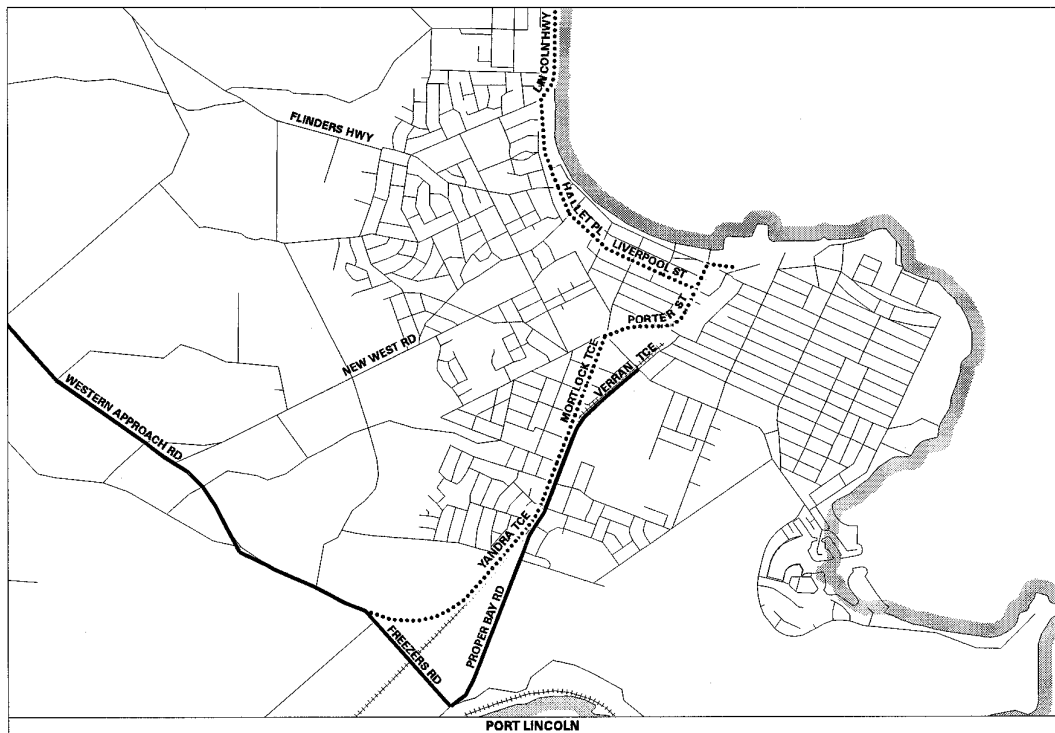 LINCOLN HWY
FLINDERS HWY
HALLET PL
LIVERPOOL ST
PORTER ST
NEW WEST RD
MORTLOCK TCE
VERRAN TCE
WESTERN APPROACH RD
YANDRA TCE
PROPER BAY RD
FREEZERS RD
PORT LINCOLN